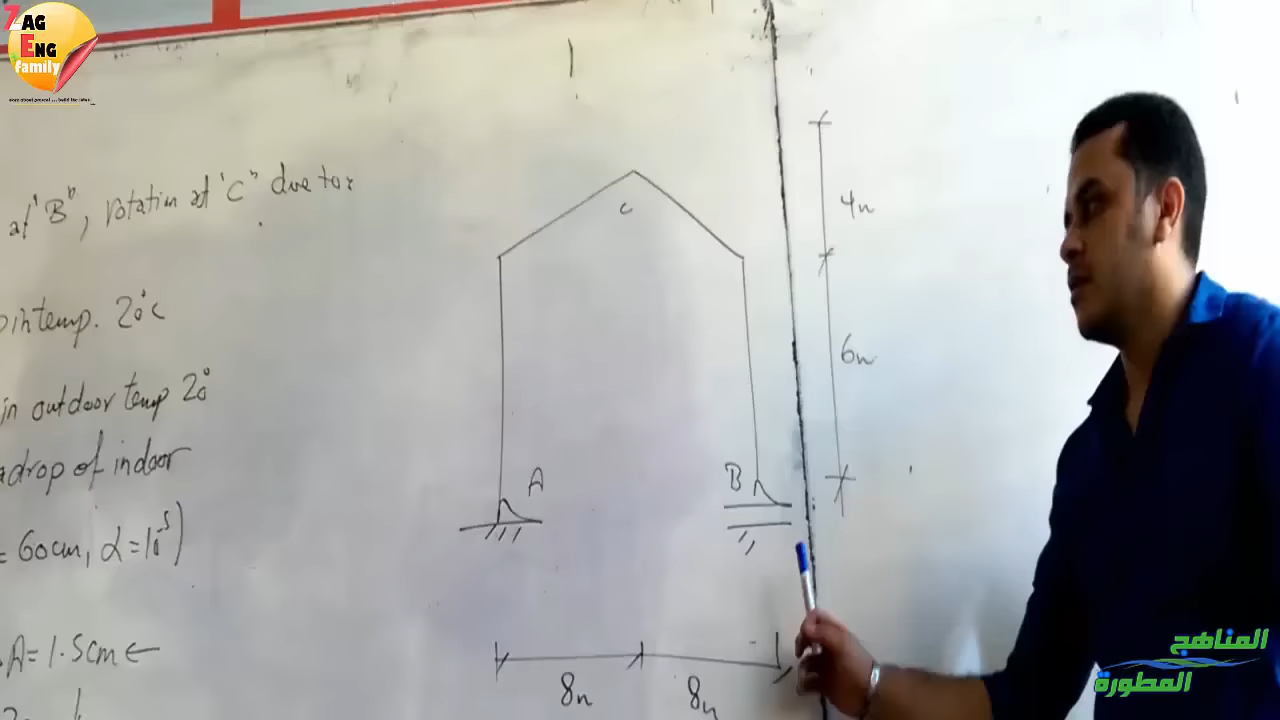 ZAG
ENG
family
at "B", rotation at "C" due to:
in temp. 20°C
in outdoor temp 20°
drop of indoor
= 60cm, α = 10⁻⁵)
A = 1.5cm ←
C
A
B
4m
6m
8m
8m
المناهج
المطورة